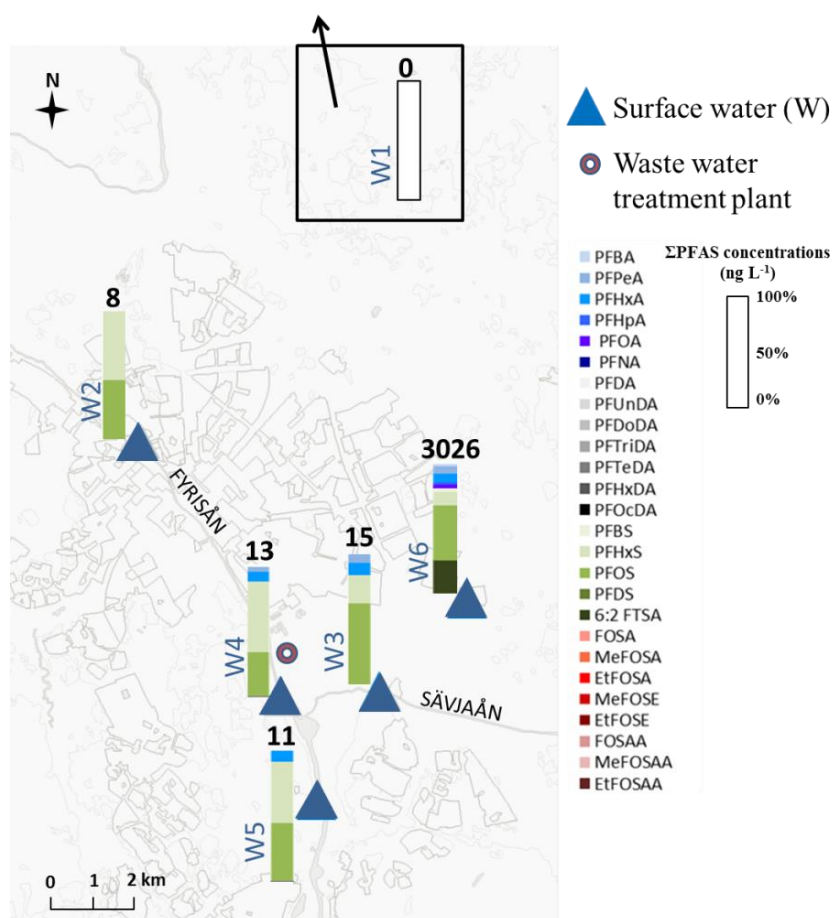 N
0
W1
Surface water (W)
Waste water
treatment plant
ΣPFAS concentrations
(ng L⁻¹)
100%
50%
0%
PFBA
PFPeA
PFHxA
PFHpA
PFOA
PFNA
PFDA
PFUnDA
PFDoDA
PFTriDA
PFTeDA
PFHxDA
PFOcDA
PFBS
PFHxS
PFOS
PFDS
6:2 FTSA
FOSA
MeFOSA
EtFOSA
MeFOSE
EtFOSE
FOSAA
MeFOSAA
EtFOSAA
8
W2
FYRISÅN
3026
W6
13
W4
15
W3
SÄVJAÅN
11
W5
0 1 2 km